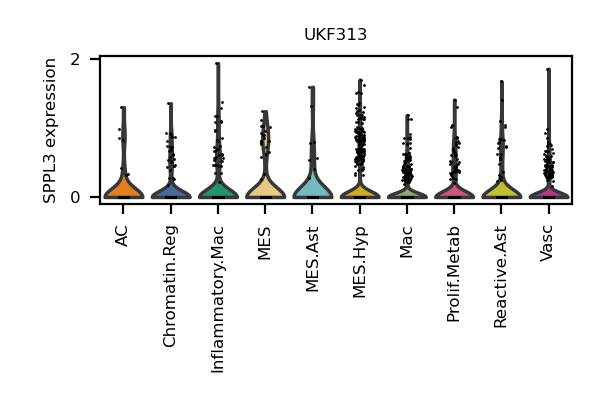 UKF313
SPPL3 expression
2
0
AC
Chromatin.Reg
Inflammatory.Mac
MES
MES.Ast
MES.Hyp
Mac
Prolif.Metab
Reactive.Ast
Vasc